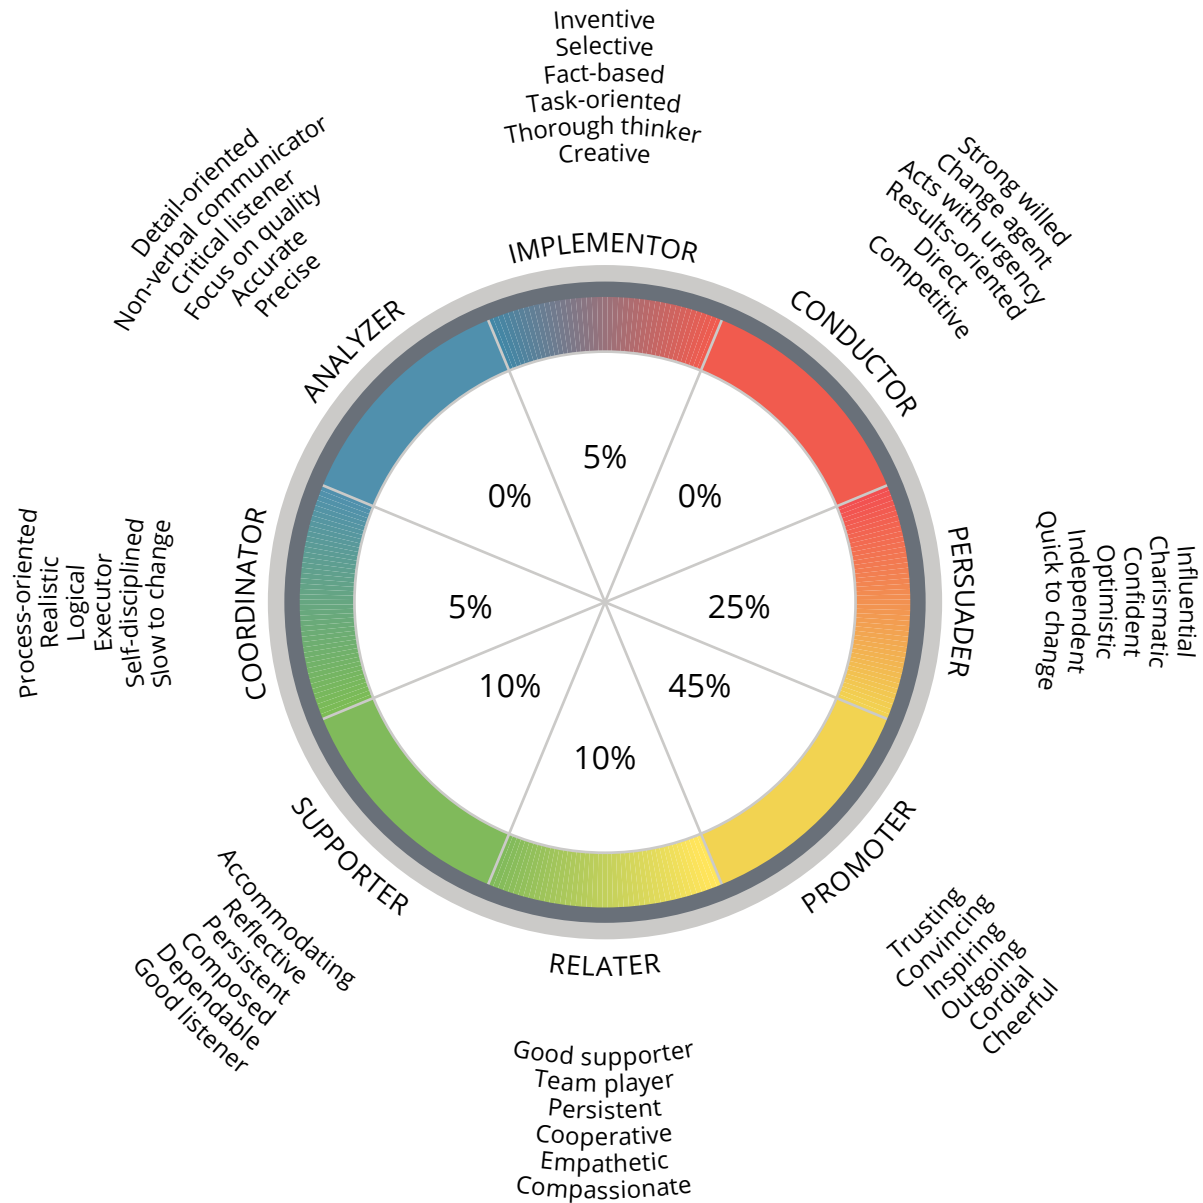 Inventive
Selective
Fact-based
Task-oriented
Thorough thinker
Creative
IMPLEMENTOR
5%
Strong willed
Change agent
Acts with urgency
Results-oriented
Direct
Competitive
CONDUCTOR
0%
Influential
Charismatic
Confident
Optimistic
Independent
Quick to change
PERSUADER
25%
PROMOTER
45%
Trusting
Convincing
Inspiring
Outgoing
Cordial
Cheerful
RELATER
10%
Good supporter
Team player
Persistent
Cooperative
Empathetic
Compassionate
SUPPORTER
10%
Accommodating
Reflective
Persistent
Composed
Dependable
Good listener
COORDINATOR
5%
Process-oriented
Realistic
Logical
Executor
Self-disciplined
Slow to change
ANALYZER
0%
Detail-oriented
Non-verbal communicator
Critical listener
Focus on quality
Accurate
Precise